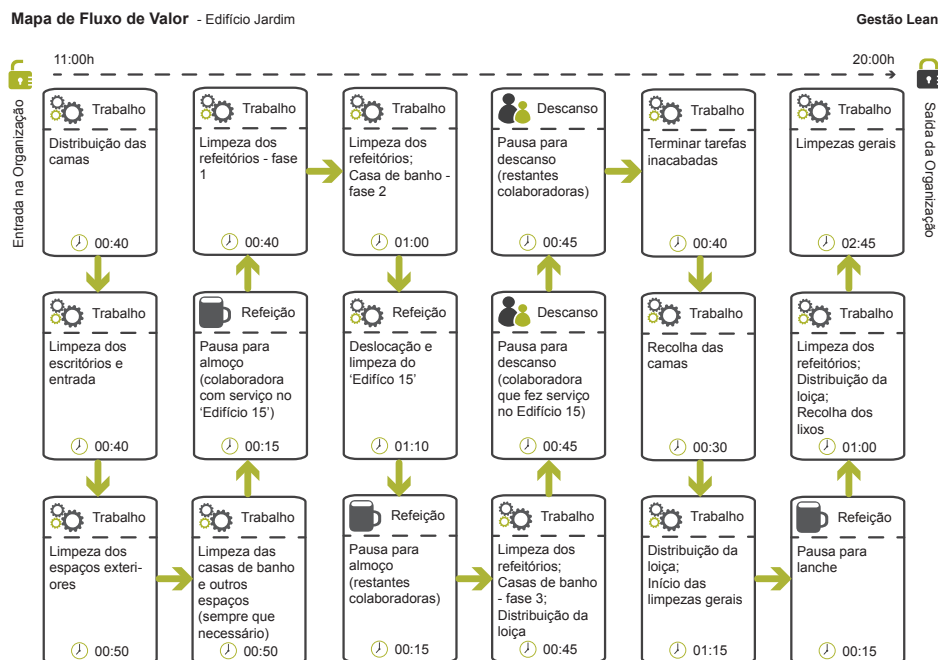 Mapa de Fluxo de Valor - Edifício Jardim
Gestão Lean
11:00h
20:00h
Entrada na Organização
Trabalho
Distribuição das
camas
00:40
Trabalho
Limpeza dos
escritórios e
entrada
00:40
Trabalho
Limpeza dos
espaços exteri-
ores
00:50
Trabalho
Limpeza das
casas de banho
e outros
espaços
(sempre que
necessário)
00:50
Refeição
Pausa para
almoço
(colaboradora
com serviço no
‘Edifício 15’)
00:15
Trabalho
Limpeza dos
refeitórios - fase
1
00:40
Trabalho
Limpeza dos
refeitórios;
Casa de banho -
fase 2
01:00
Refeição
Deslocação e
limpeza do
‘Edifíco 15’
01:10
Refeição
Pausa para
almoço
(restantes
colaboradoras)
00:15
Trabalho
Limpeza dos
refeitórios;
Casas de banho
- fase 3;
Distribuição da
loiça
00:45
Descanso
Pausa para
descanso
(colaboradora
que fez serviço
no Edifício 15)
00:45
Descanso
Pausa para
descanso
(restantes
colaboradoras)
00:45
Trabalho
Terminar tarefas
inacabadas
00:40
Trabalho
Recolha das
camas
00:30
Trabalho
Distribuição da
loiça;
Início das
limpezas gerais
01:15
Refeição
Pausa para
lanche
00:15
Trabalho
Limpeza dos
refeitórios;
Distribuição da
loiça;
Recolha dos
lixos
01:00
Trabalho
Limpezas gerais
02:45
Saída da Organização